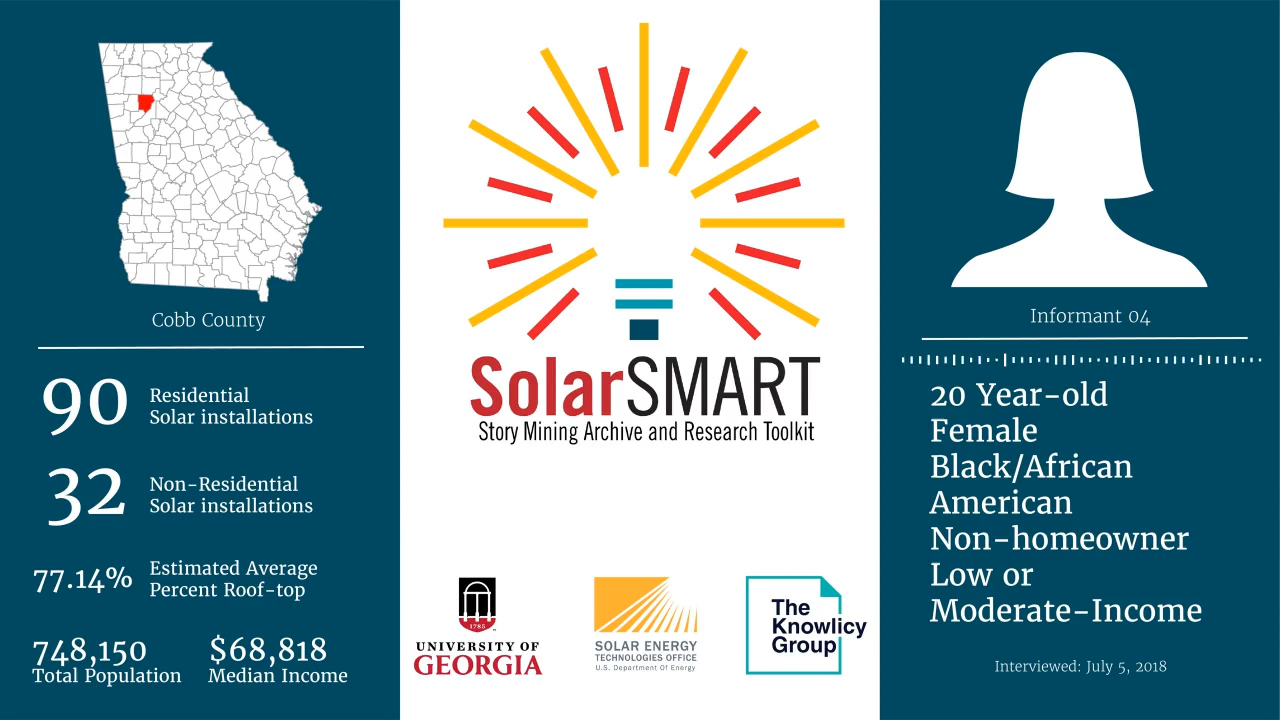 Cobb County
90
Residential
Solar installations
32
Non-Residential
Solar installations
77.14%
Estimated Average
Percent Roof-top
748,150
Total Population
$68,818
Median Income
SolarSMART
Story Mining Archive and Research Toolkit
1785
UNIVERSITY OF
GEORGIA
SOLAR ENERGY
TECHNOLOGIES OFFICE
U.S. Department Of Energy
The
Knowlicy
Group
Informant 04
20 Year-old
Female
Black/African
American
Non-homeowner
Low or
Moderate-Income
Interviewed: July 5, 2018